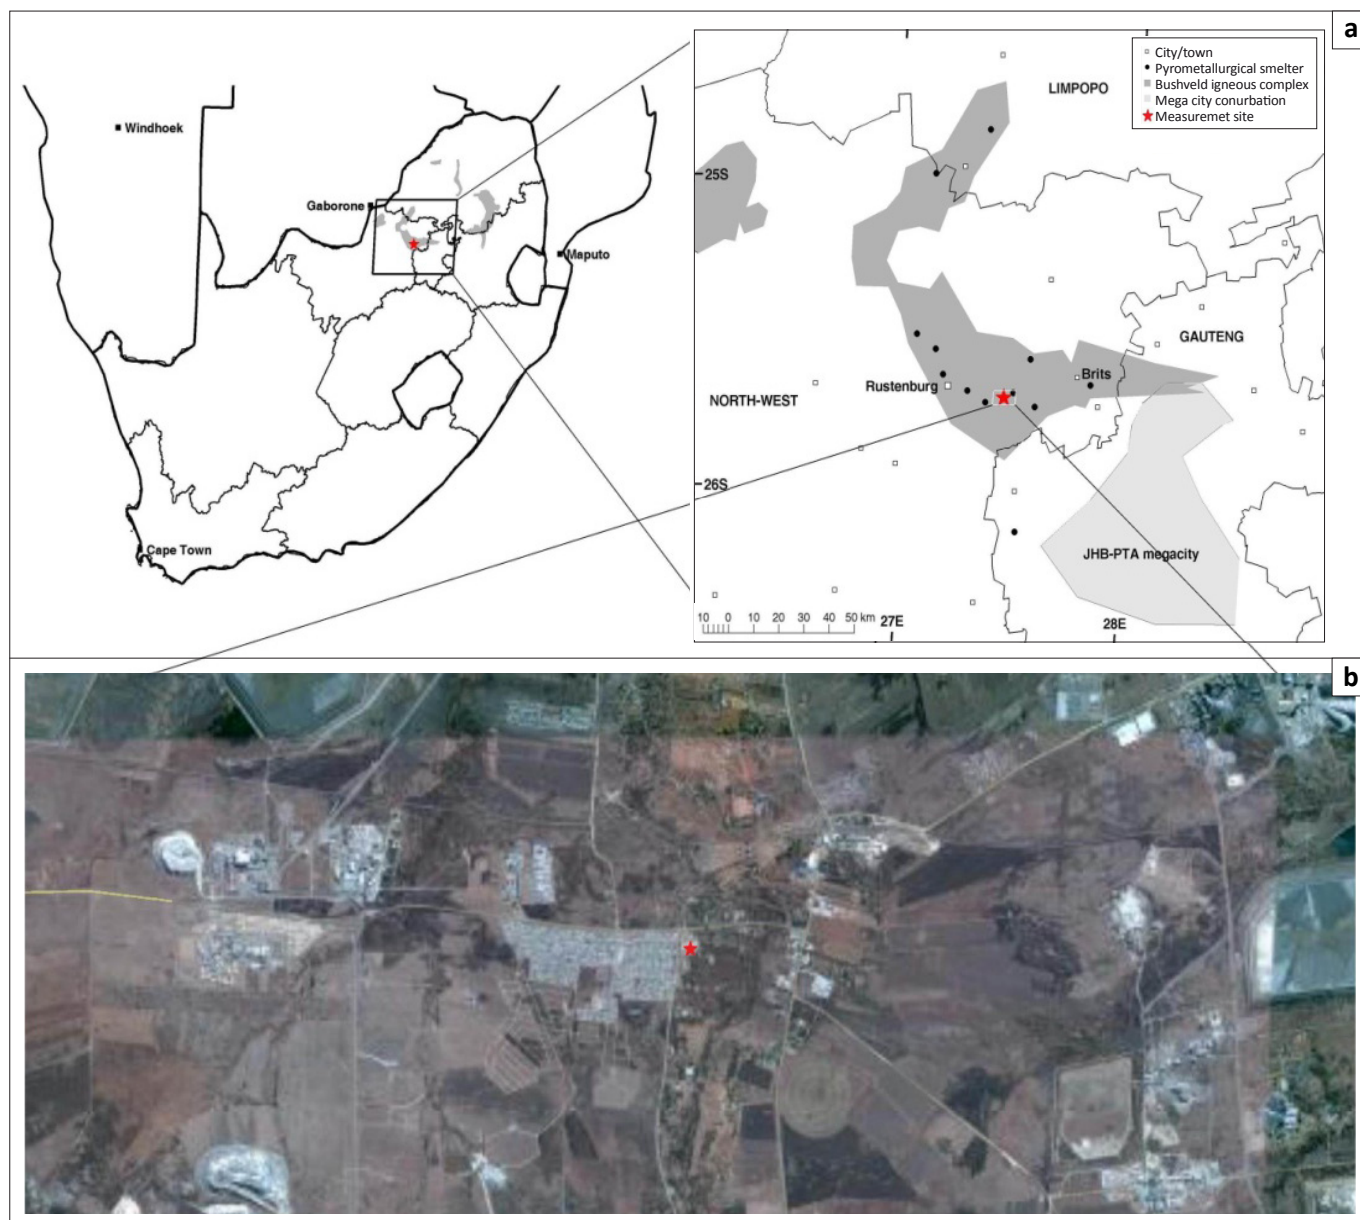 a
Windhoek
Gaborone
Maputo
Cape Town
City/town
Pyrometallurgical smelter
Bushveld igneous complex
Mega city conurbation
Measuremet site
LIMPOPO
25S
GAUTENG
Brits
Rustenburg
NORTH-WEST
26S
JHB-PTA megacity
10 0 10 20 30 40 50 km
27E
28E
b